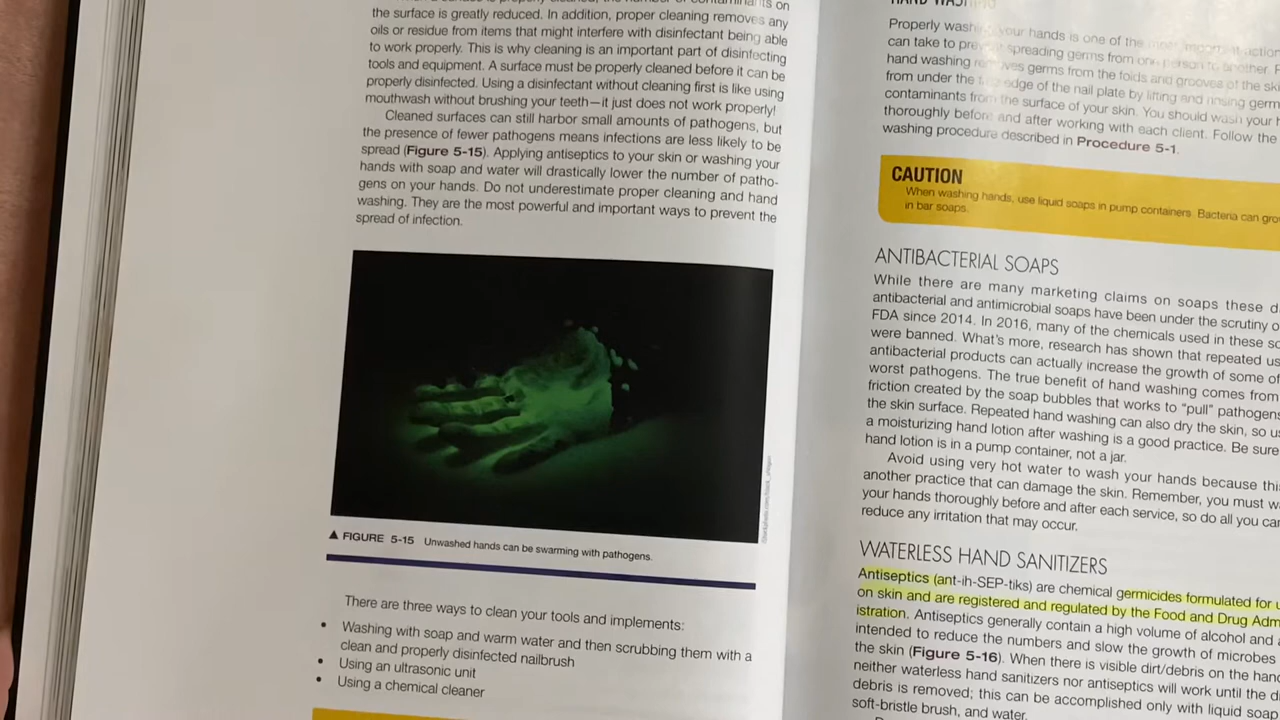 the surface is greatly reduced. In addition, proper cleaning removes any
oils or residue from items that might interfere with disinfectant being able
to work properly. This is why cleaning is an important part of disinfecting
tools and equipment. A surface must be properly cleaned before it can be
properly disinfected. Using a disinfectant without cleaning first is like using
mouthwash without brushing your teeth—it just does not work properly!
Cleaned surfaces can still harbor small amounts of pathogens, but
the presence of fewer pathogens means infections are less likely to be
spread (Figure 5-15). Applying antiseptics to your skin or washing your
hands with soap and water will drastically lower the number of patho-
gens on your hands. Do not underestimate proper cleaning and hand
washing. They are the most powerful and important ways to prevent the
spread of infection.
▲ FIGURE 5-15 Unwashed hands can be swarming with pathogens.
There are three ways to clean your tools and implements:
• Washing with soap and warm water and then scrubbing them with a
clean and properly disinfected nailbrush
• Using an ultrasonic unit
• Using a chemical cleaner
Properly washing your hands is one of the most important action
can take to prevent spreading germs from one person to another.
hand washing removes germs from the folds and grooves of the
from under the edge of the nail plate by lifting and rinsing
contaminants from the surface of your skin. You should wash your
thoroughly before and after working with each client. Follow the
washing procedure described in Procedure 5-1.
CAUTION
When washing hands, use liquid soaps in pump containers. Bacteria can
in bar soaps.
ANTIBACTERIAL SOAPS
While there are many marketing claims on soaps these
antibacterial and antimicrobial soaps have been under the scrutiny
FDA since 2014. In 2016, many of the chemicals used in these
were banned. What's more, research has shown that repeated
antibacterial products can actually increase the growth of some of
worst pathogens. The true benefit of hand washing comes from
friction created by the soap bubbles that works to "pull" pathogens
the skin surface. Repeated hand washing can also dry the skin, so
a moisturizing hand lotion after washing is a good practice. Be sure
hand lotion is in a pump container, not a jar.
Avoid using very hot water to wash your hands because
another practice that can damage the skin. Remember, you must
your hands thoroughly before and after each service, so do all you
reduce any irritation that may occur.
WATERLESS HAND SANITIZERS
Antiseptics (ant-ih-SEP-tiks) are chemical germicides formulated for
on skin and are registered and regulated by the Food and Drug Adm
istration. Antiseptics generally contain a high volume of alcohol and
intended to reduce the numbers and slow the growth of microbes
the skin (Figure 5-16). When there is visible dirt/debris on the
neither waterless hand sanitizers nor antiseptics will work until the
debris is removed; this can be accomplished only with liquid
soft-bristle brush, and water.